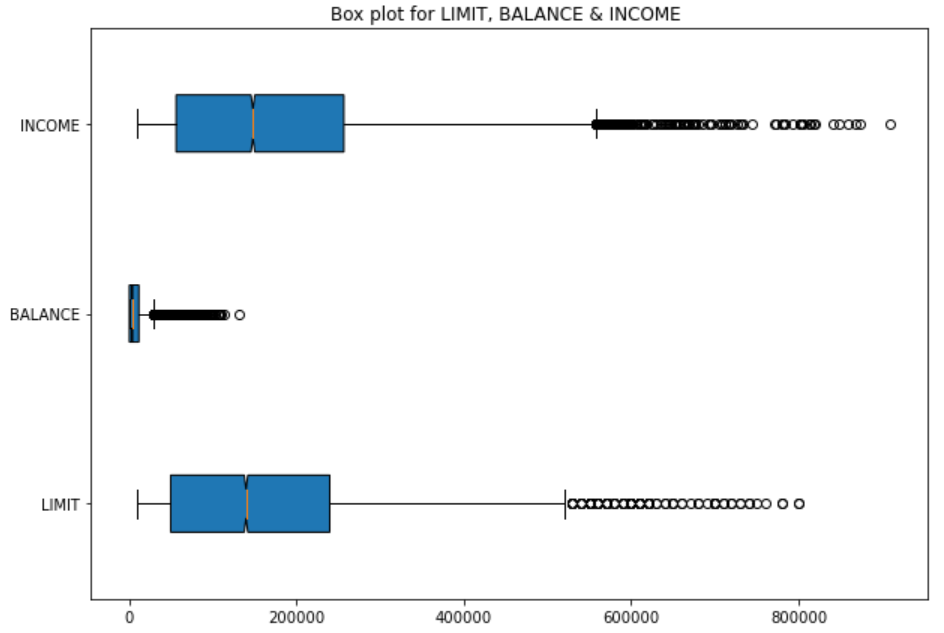 Box plot for LIMIT, BALANCE & INCOME
INCOME
BALANCE
LIMIT
0 200000 400000 600000 800000